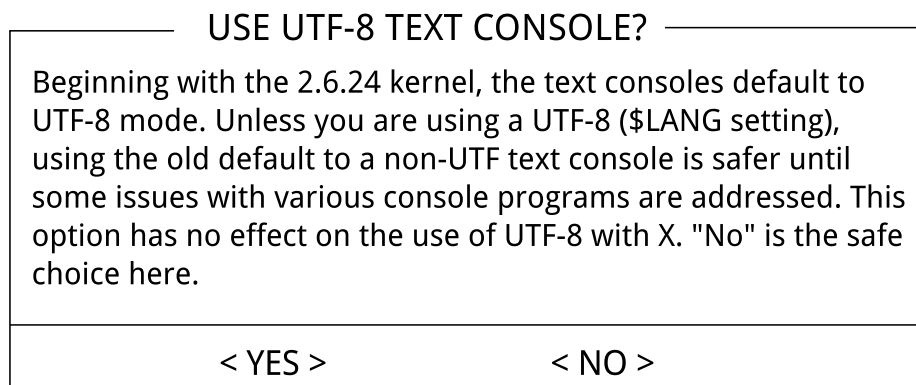 USE UTF-8 TEXT CONSOLE?
Beginning with the 2.6.24 kernel, the text consoles default to
UTF-8 mode. Unless you are using a UTF-8 ($LANG setting),
using the old default to a non-UTF text console is safer until
some issues with various console programs are addressed. This
option has no effect on the use of UTF-8 with X. "No" is the safe
choice here.
< YES > < NO >